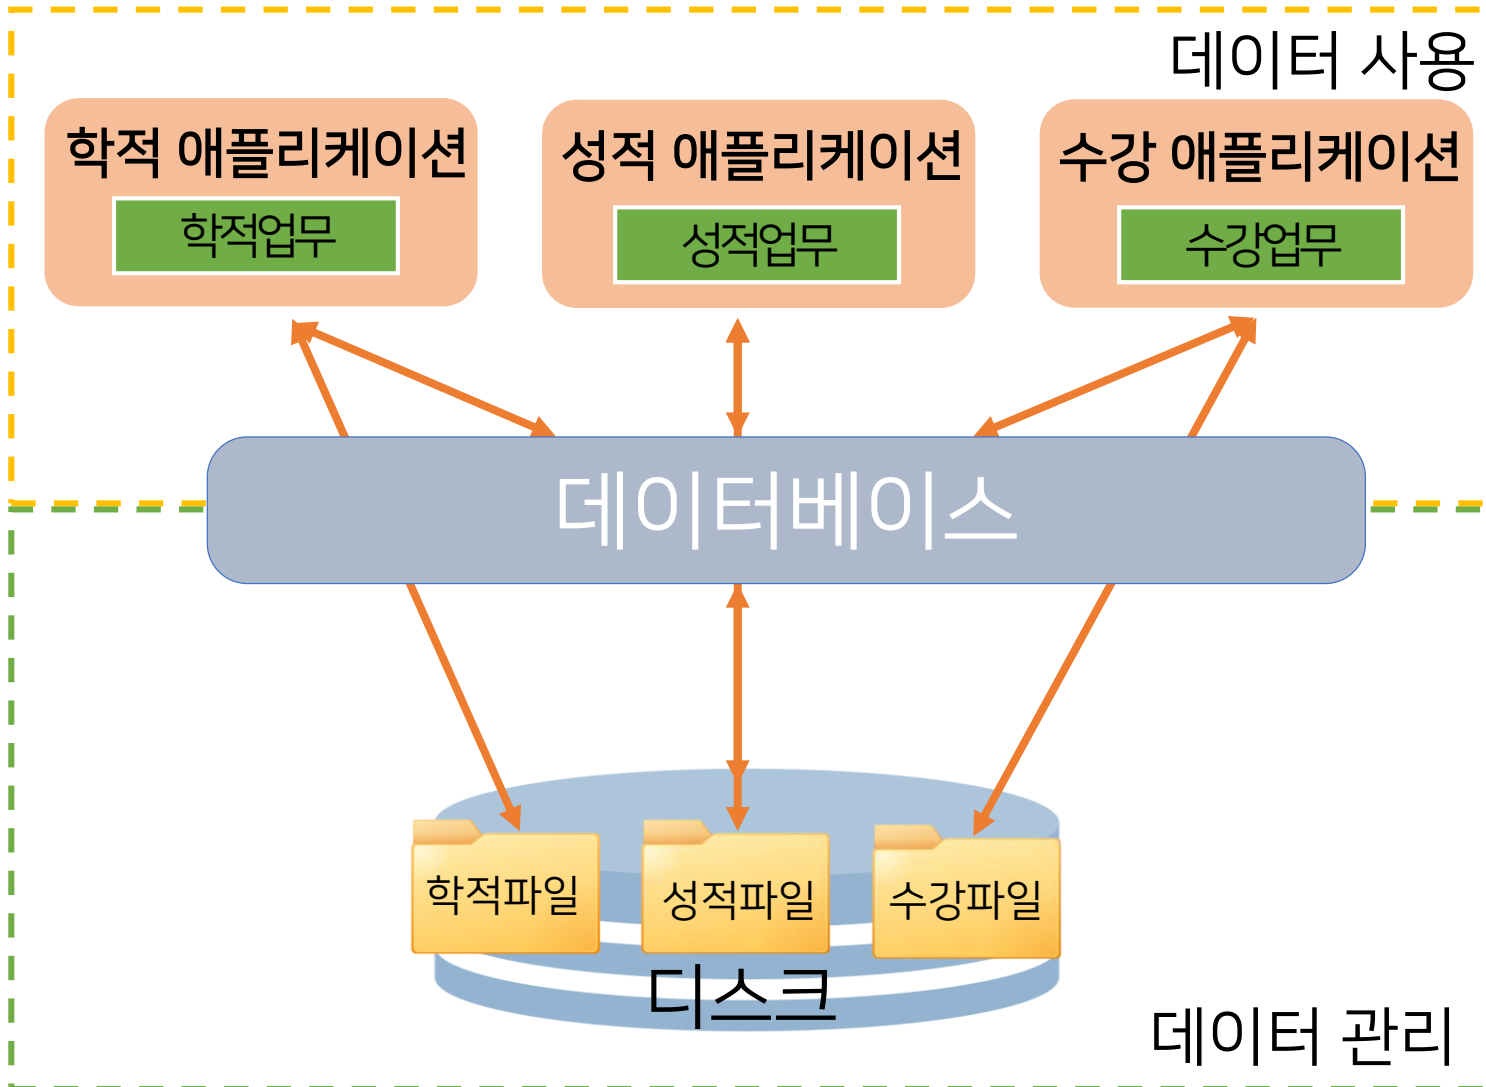 데이터 사용
학적 애플리케이션
성적 애플리케이션
수강 애플리케이션
학적업무
성적업무
수강업무
데이터베이스
학적파일
성적파일
수강파일
디스크
데이터 관리